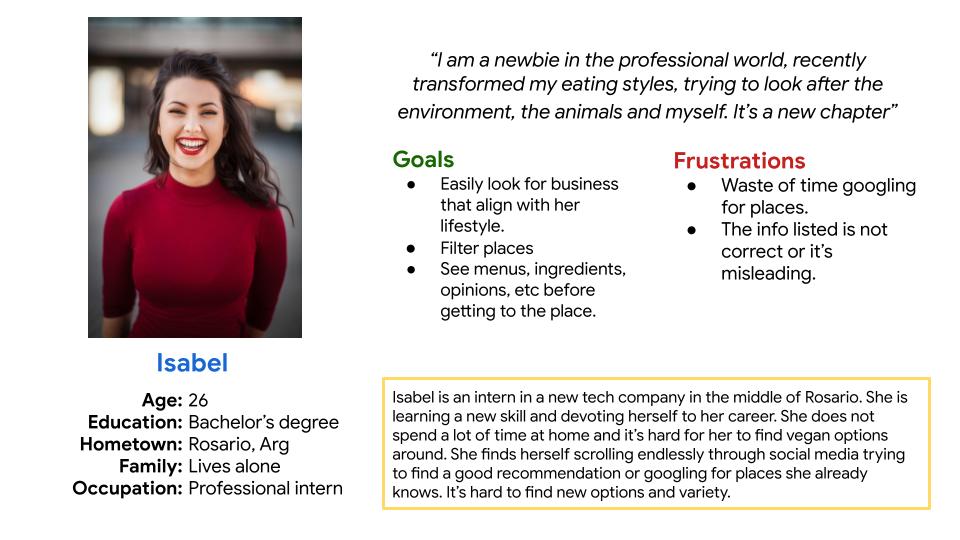 “I am a newbie in the professional world, recently
transformed my eating styles, trying to look after the
environment, the animals and myself. It’s a new chapter”
Goals
● Easily look for business
that align with her
lifestyle.
● Filter places
● See menus, ingredients,
opinions, etc before
getting to the place.
Frustrations
● Waste of time googling
for places.
● The info listed is not
correct or it’s
misleading.
Isabel
Age: 26
Education: Bachelor’s degree
Hometown: Rosario, Arg
Family: Lives alone
Occupation: Professional intern
Isabel is an intern in a new tech company in the middle of Rosario. She is
learning a new skill and devoting herself to her career. She does not
spend a lot of time at home and it’s hard for her to find vegan options
around. She finds herself scrolling endlessly through social media trying
to find a good recommendation or googling for places she already
knows. It’s hard to find new options and variety.